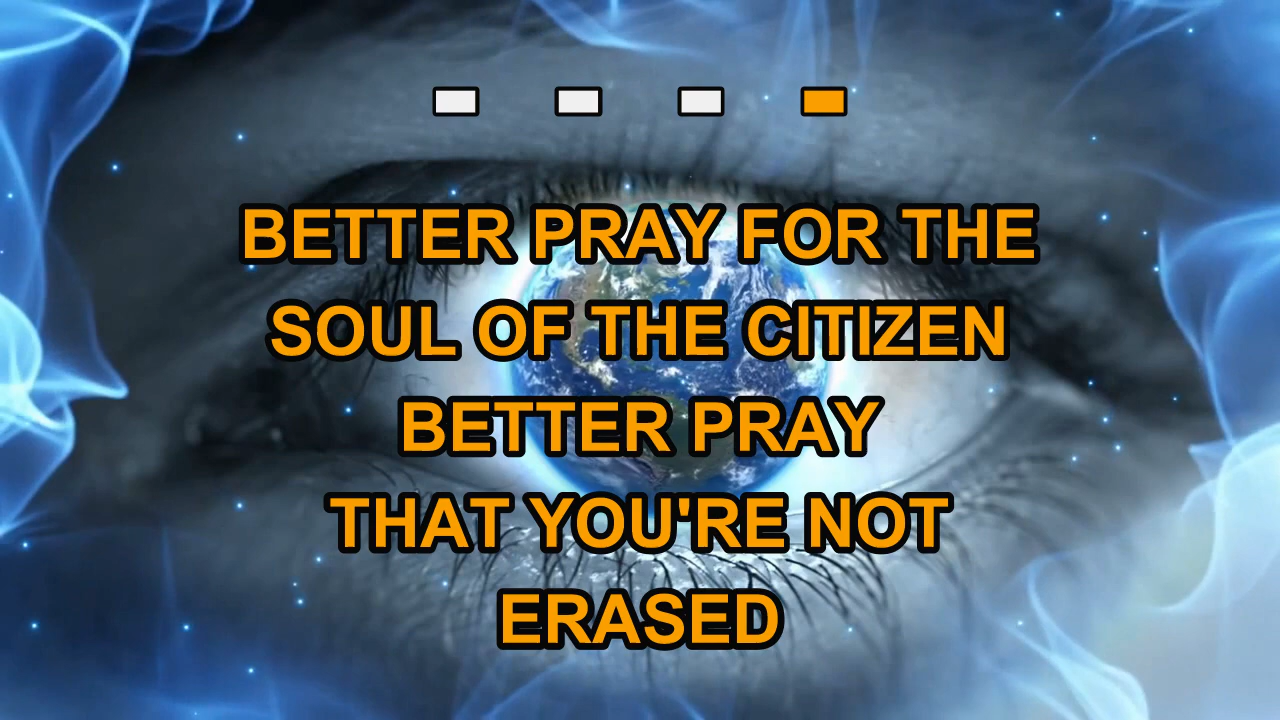 BETTER PRAY FOR THE
SOUL OF THE CITIZEN
BETTER PRAY
THAT YOU'RE NOT
ERASED